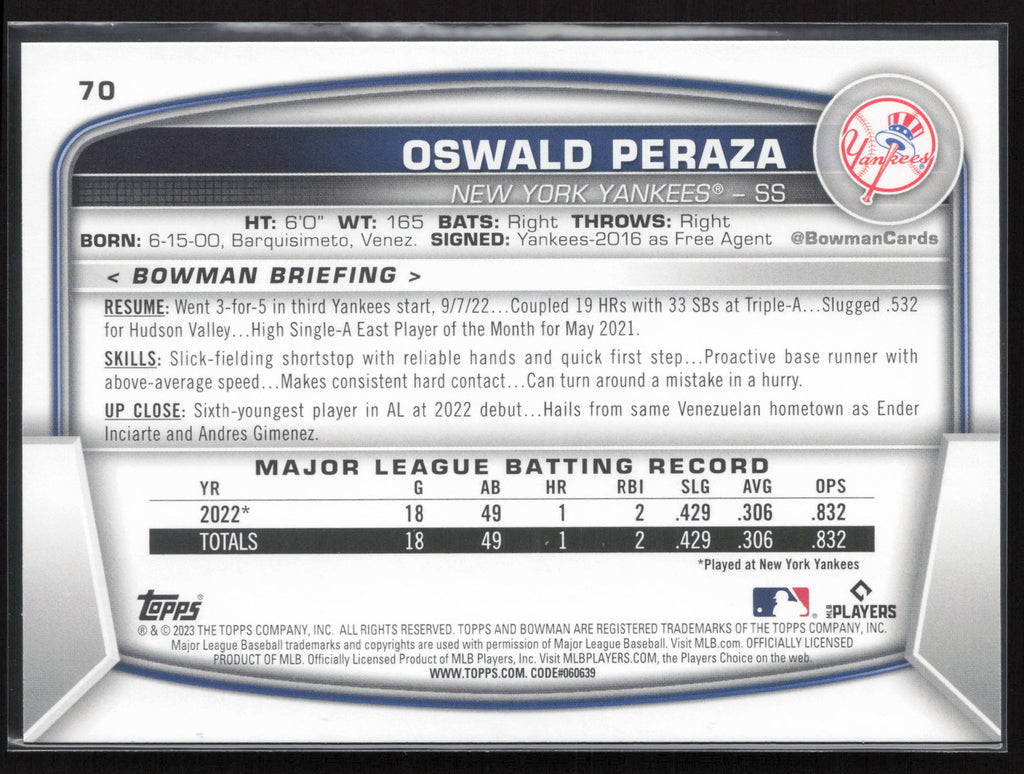 70
OSWALD PERAZA
Yankees
NEW YORK YANKEES® – SS
HT: 6'0" WT: 165 BATS: Right THROWS: Right
BORN: 6-15-00, Barquisimeto, Venez. SIGNED: Yankees-2016 as Free Agent @BowmanCards
< BOWMAN BRIEFING >
RESUME: Went 3-for-5 in third Yankees start, 9/7/22...Coupled 19 HRs with 33 SBs at Triple-A...Slugged .532
for Hudson Valley...High Single-A East Player of the Month for May 2021.
SKILLS: Slick-fielding shortstop with reliable hands and quick first step...Proactive base runner with
above-average speed...Makes consistent hard contact...Can turn around a mistake in a hurry.
UP CLOSE: Sixth-youngest player in AL at 2022 debut...Hails from same Venezuelan hometown as Ender
Inciarte and Andres Gimenez.
MAJOR LEAGUE BATTING RECORD
YR G AB HR RBI SLG AVG OPS
2022* 18 49 1 2 .429 .306 .832
TOTALS 18 49 1 2 .429 .306 .832
*Played at New York Yankees
Topps® ® MLB PLAYERS
® & © 2023 THE TOPPS COMPANY, INC. ALL RIGHTS RESERVED. TOPPS AND BOWMAN ARE REGISTERED TRADEMARKS OF THE TOPPS COMPANY, INC.
Major League Baseball trademarks and copyrights are used with permission of Major League Baseball. Visit MLB.com. OFFICIALLY LICENSED
PRODUCT OF MLB. Officially Licensed Product of MLB Players, Inc. Visit MLBPLAYERS.COM, the Players Choice on the web.
WWW.TOPPS.COM. CODE#060639